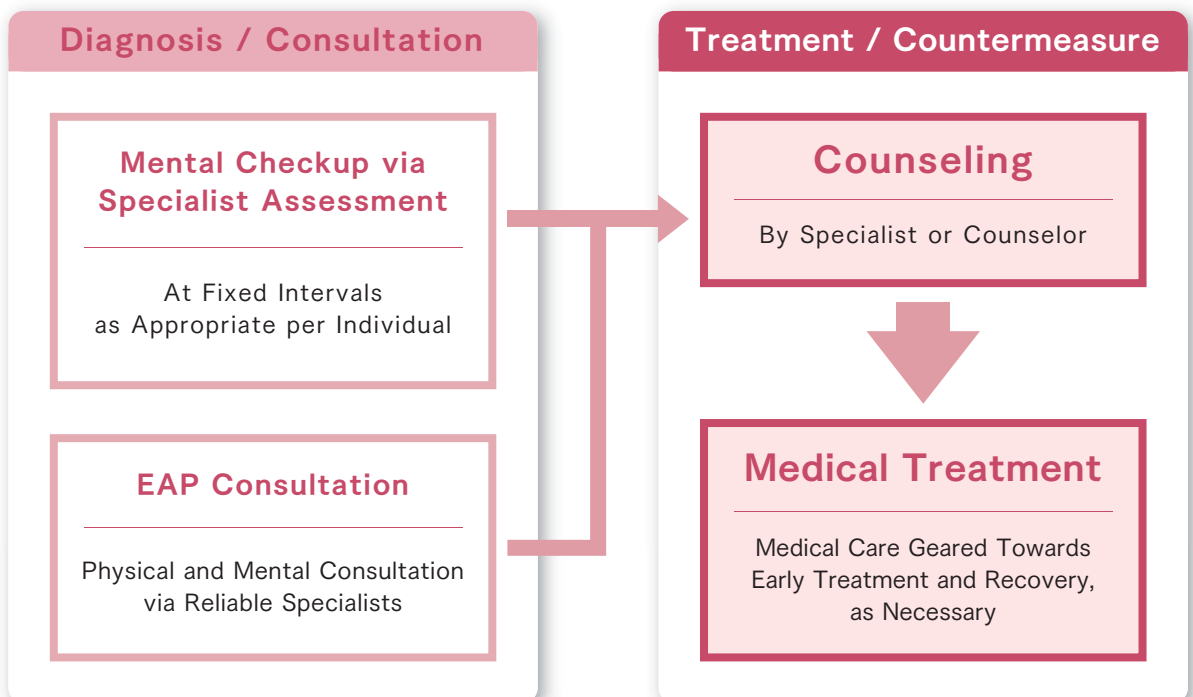 Diagnosis / Consultation
Mental Checkup via
Specialist Assessment
At Fixed Intervals
as Appropriate per Individual
EAP Consultation
Physical and Mental Consultation
via Reliable Specialists
Treatment / Countermeasure
Counseling
By Specialist or Counselor
Medical Treatment
Medical Care Geared Towards
Early Treatment and Recovery,
as Necessary